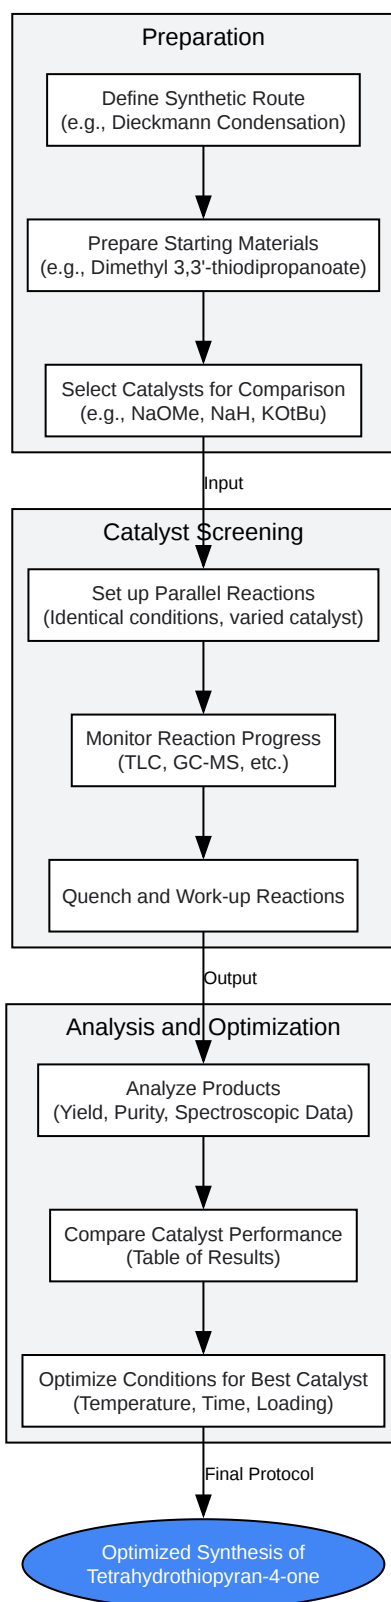 Preparation
Define Synthetic Route
(e.g., Dieckmann Condensation)
Prepare Starting Materials
(e.g., Dimethyl 3,3'-thiodipropanoate)
Select Catalysts for Comparison
(e.g., NaOMe, NaH, KOtBu)
Input
Catalyst Screening
Set up Parallel Reactions
(Identical conditions, varied catalyst)
Monitor Reaction Progress
(TLC, GC-MS, etc.)
Quench and Work-up Reactions
Output
Analysis and Optimization
Analyze Products
(Yield, Purity, Spectroscopic Data)
Compare Catalyst Performance
(Table of Results)
Optimize Conditions for Best Catalyst
(Temperature, Time, Loading)
Final Protocol
Optimized Synthesis of
Tetrahydrothiopyran-4-one